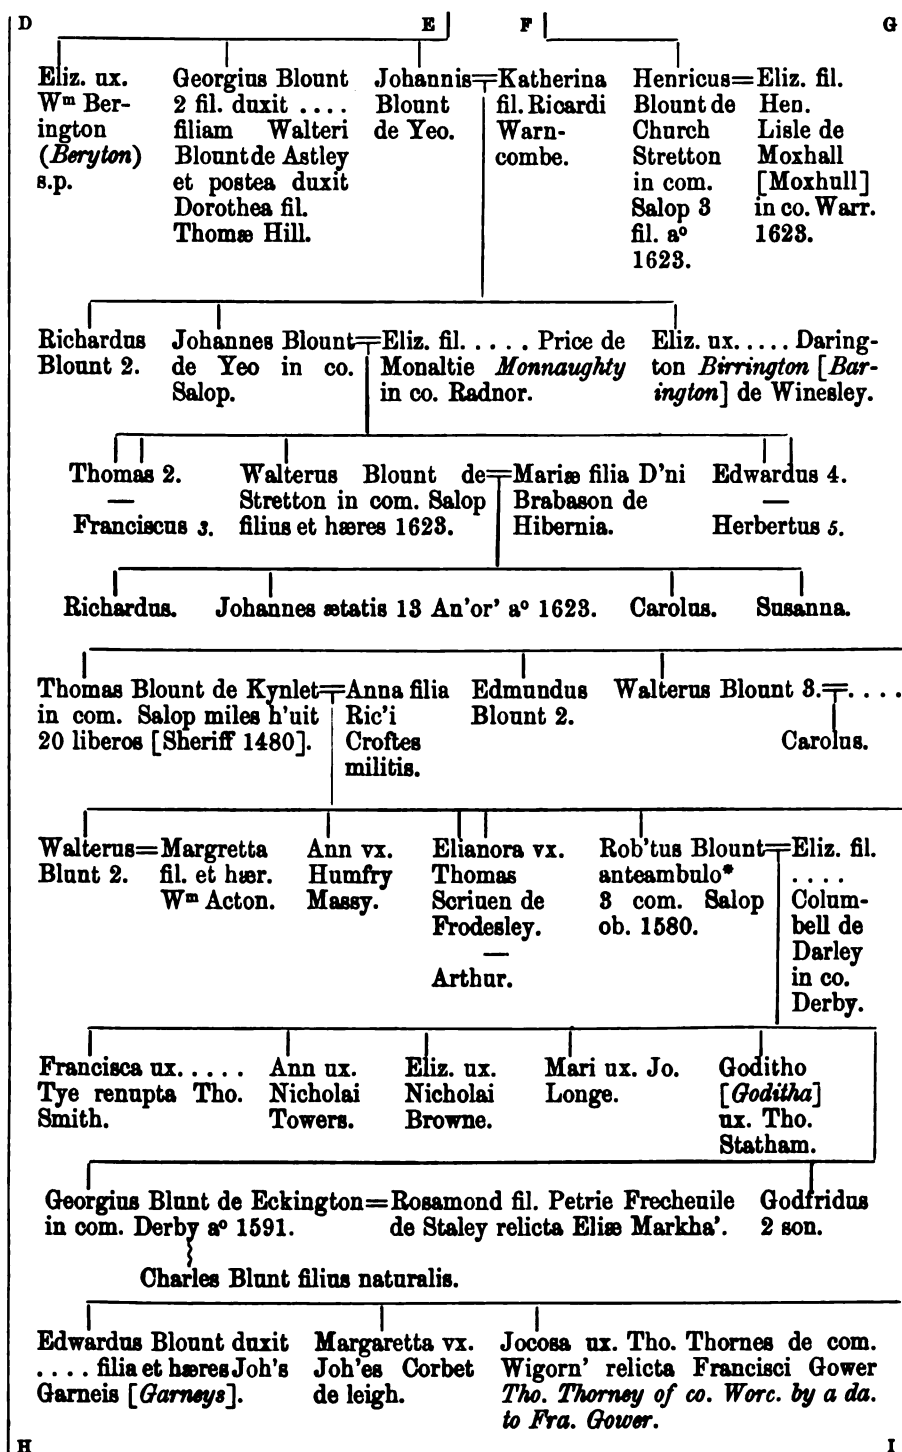 D E F G
Eliz. ux.
Wm Ber-
ington
(Beryton)
s.p.
Georgius Blount
2 fil. duxit ....
filiam Walteri
Blount de Astley
et postea duxit
Dorothea fil.
Thomæ Hill.
Johannis=
Blount
de Yeo.
Katherina
fil. Ricardi
Warn-
combe.
Henricus=
Blount de
Church
Stretton
in com.
Salop 3
fil. aº
1623.
Eliz. fil.
Hen.
Lisle de
Moxhall
[Moxhull]
in co. Warr.
1623.
Richardus
Blount 2.
Johannes Blount=
de Yeo in co.
Salop.
Eliz. fil. .... Price de
Monaltie Monnaughty
in co. Radnor.
Eliz. ux..... Daring-
ton Birrington [Bar-
ington] de Winesley.
Thomas 2.
—
Franciscus 3.
Walterus Blount de=
Stretton in com. Salop
filius et hæres 1623.
Mariæ filia D'ni
Brabason de
Hibernia.
Edwardus 4.
—
Herbertus 5.
Richardus. Johannes ætatis 13 An'or' aº 1623. Carolus. Susanna.
Thomas Blount de Kynlet=
in com. Salop miles h'uit
20 liberos [Sheriff 1480].
Anna filia
Ric'i
Croftes
militis.
Edmundus
Blount 2.
Walterus Blount 3.=....
Carolus.
Walterus=
Blunt 2.
Margretta
fil. et hær.
Wm Acton.
Ann vx.
Humfry
Massy.
Elianora vx.
Thomas
Scriuen de
Frodesley.
—
Arthur.
Rob'tus Blount=
anteambulo*
3 com. Salop
ob. 1580.
Eliz. fil.
....
Colum-
bell de
Darley
in co.
Derby.
Francisca ux.....
Tye renupta Tho.
Smith.
Ann ux.
Nicholai
Towers.
Eliz. ux.
Nicholai
Browne.
Mari ux. Jo.
Longe.
Goditho
[Goditha]
ux. Tho.
Statham.
Georgius Blunt de Eckington=
in com. Derby aº 1591.
Rosamond fil. Petrie Frecheuile
de Staley relicta Eliæ Markha'.
Godfridus
2 son.
Charles Blunt filius naturalis.
Edwardus Blount duxit
.... filia et hæres Joh's
Garneis [Garneys].
Margaretta vx.
Joh'es Corbet
de leigh.
Jocosa ux. Tho. Thornes de com.
Wigorn' relicta Francisci Gower
Tho. Thorney of co. Worc. by a da.
to Fra. Gower.
H I